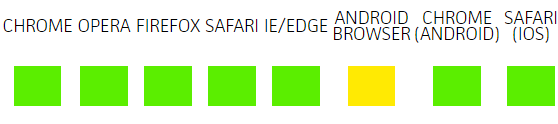 CHROME OPERA FIREFOX SAFARI IE/EDGE ANDROID BROWSER CHROME (ANDROID) SAFARI (IOS)